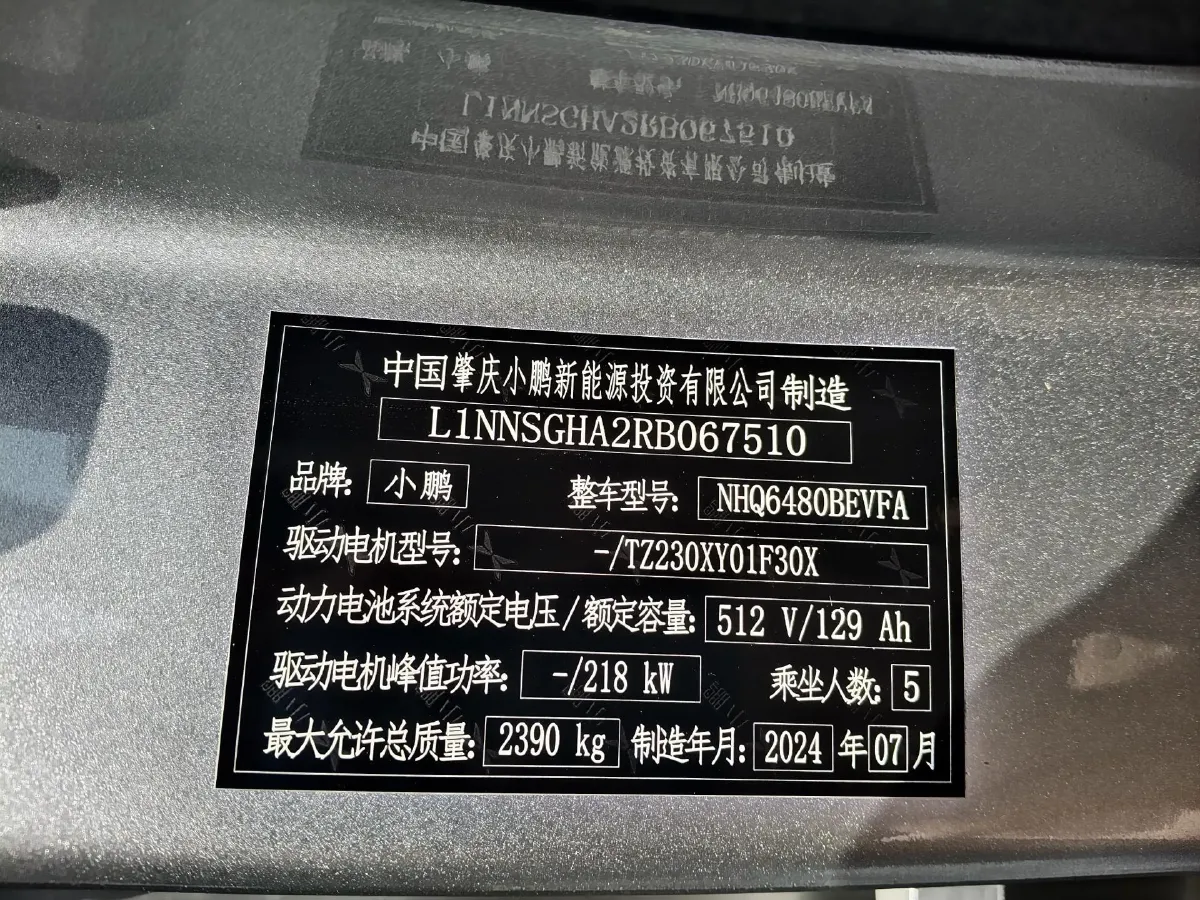 中国肇庆小鹏新能源投资有限公司制造
L1NNSGHA2RB067510
品牌: 小鹏 整车型号: NHQ6480BEVFA
驱动电机型号: -/TZ230XY01F30X
动力电池系统额定电压/额定容量: 512 V/129 Ah
驱动电机峰值功率: -/218 kW 乘坐人数: 5
最大允许总质量: 2390 kg 制造年月: 2024 年 07 月